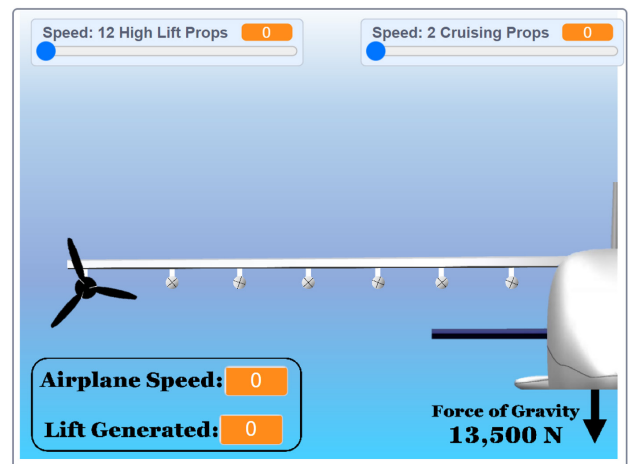 Speed: 12 High Lift Props 0
Speed: 2 Cruising Props 0
Airplane Speed: 0
Lift Generated: 0
Force of Gravity
13,500 N